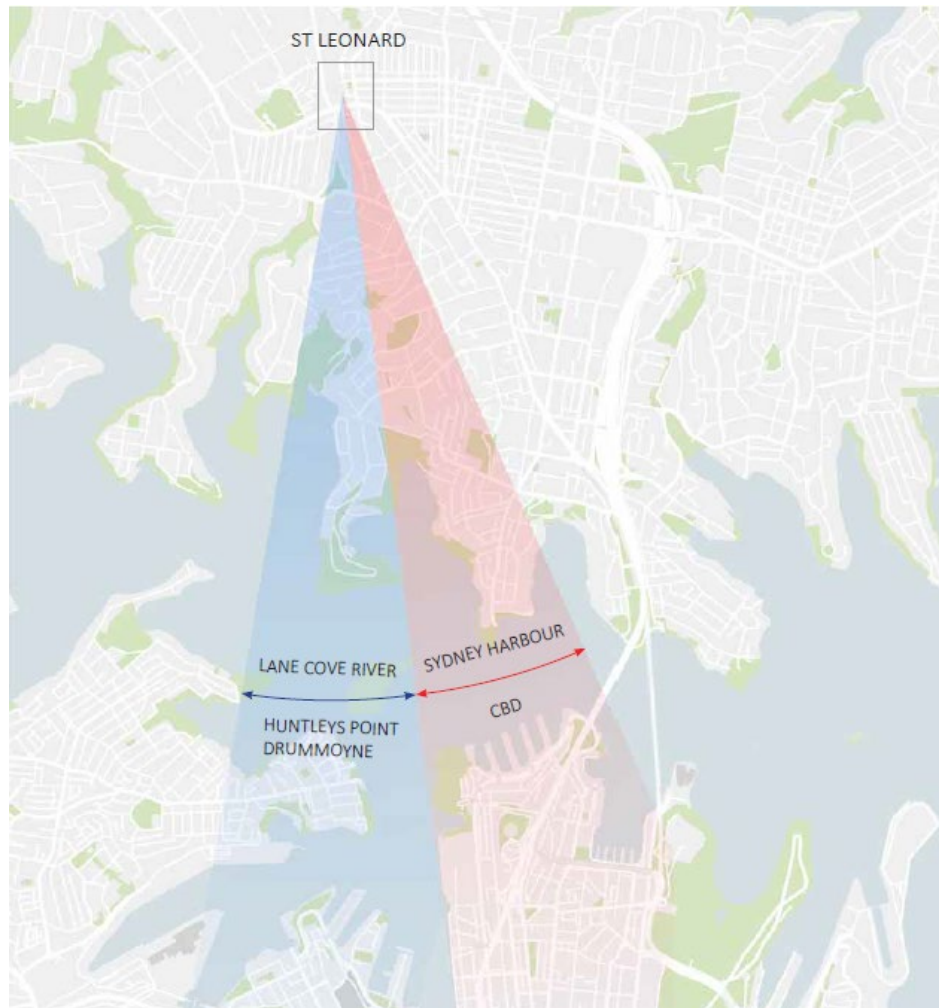 ST LEONARD
SYDNEY HARBOUR
LANE COVE RIVER
CBD
HUNTLEYS POINT
DRUMMOYNE